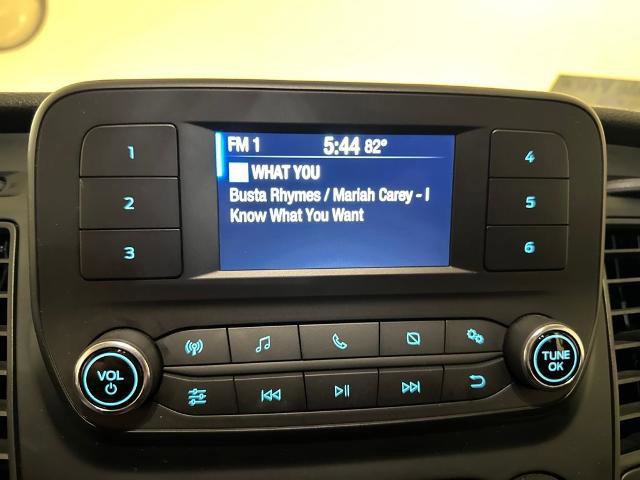 FM 1 5:44 82°
WHAT YOU
Busta Rhymes / Mariah Carey - I
Know What You Want
1
2
3
4
5
6
VOL
TUNE
OK